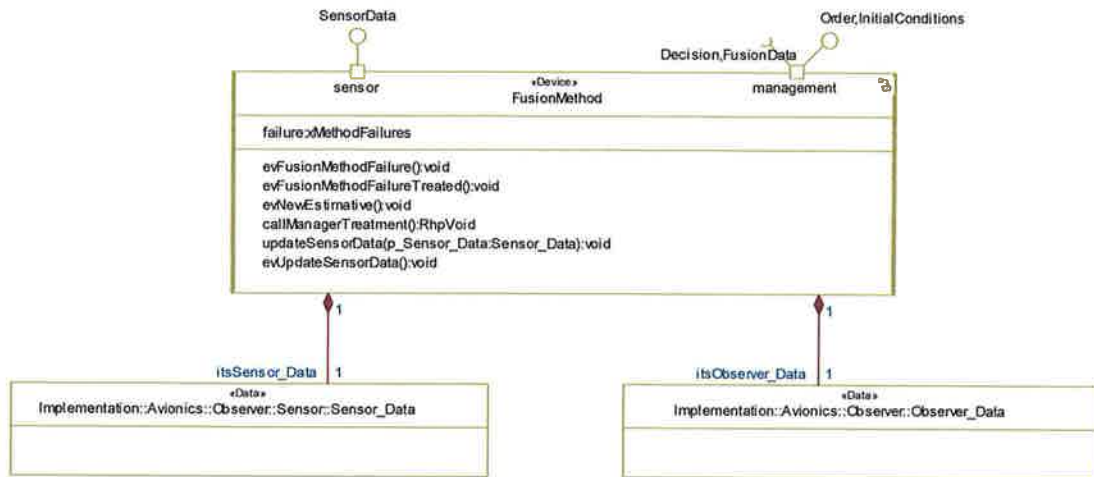 SensorData
Order,InitialConditions
Decision,FusionData
sensor
«Device»
management
FusionMethod
failure:xMethodFailures
evFusionMethodFailure():void
evFusionMethodFailureTreated():void
evNewEstimative():void
callManagerTreatment():RhpVoid
updateSensorData(p_Sensor_Data:Sensor_Data):void
evUpdateSensorData():void
1
1
itsSensor_Data
1
itsObserver_Data
1
«Data»
Implementation::Avionics::Observer::Sensor::Sensor_Data
«Data»
Implementation::Avionics::Observer::Observer_Data